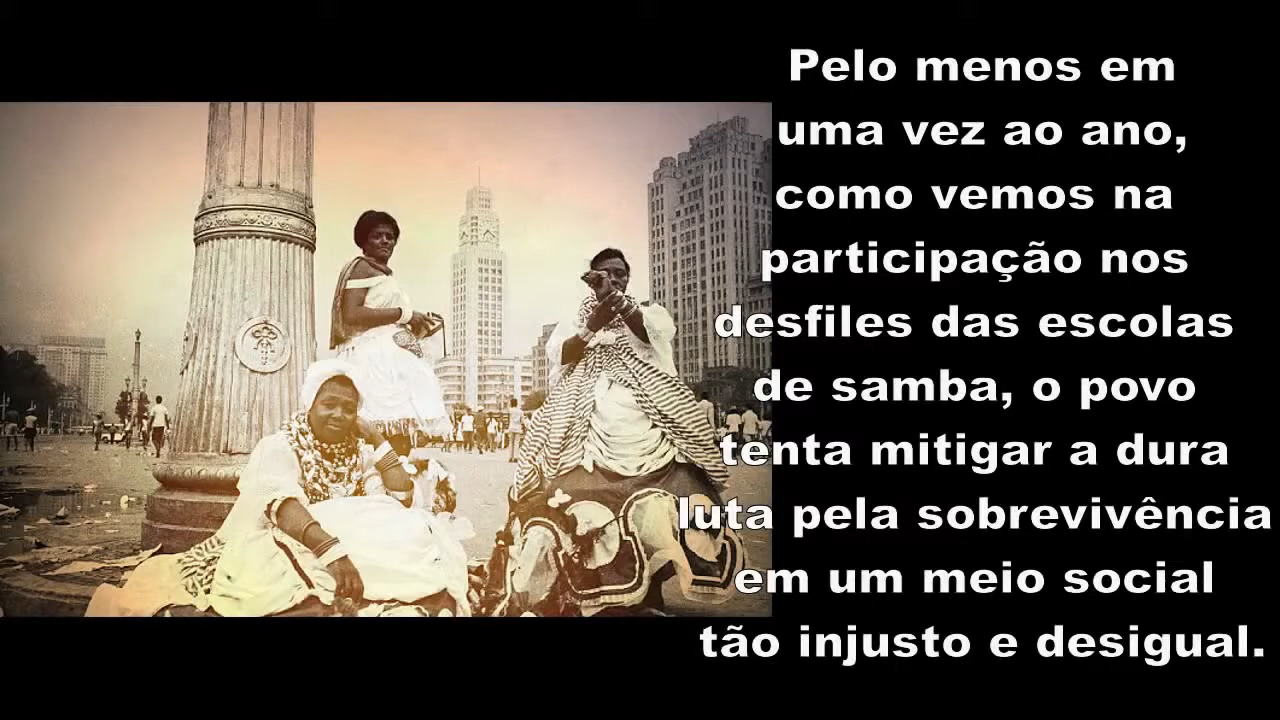 Pelo menos em
uma vez ao ano,
como vemos na
participação nos
desfiles das escolas
de samba, o povo
tenta mitigar a dura
luta pela sobrevivência
em um meio social
tão injusto e desigual.